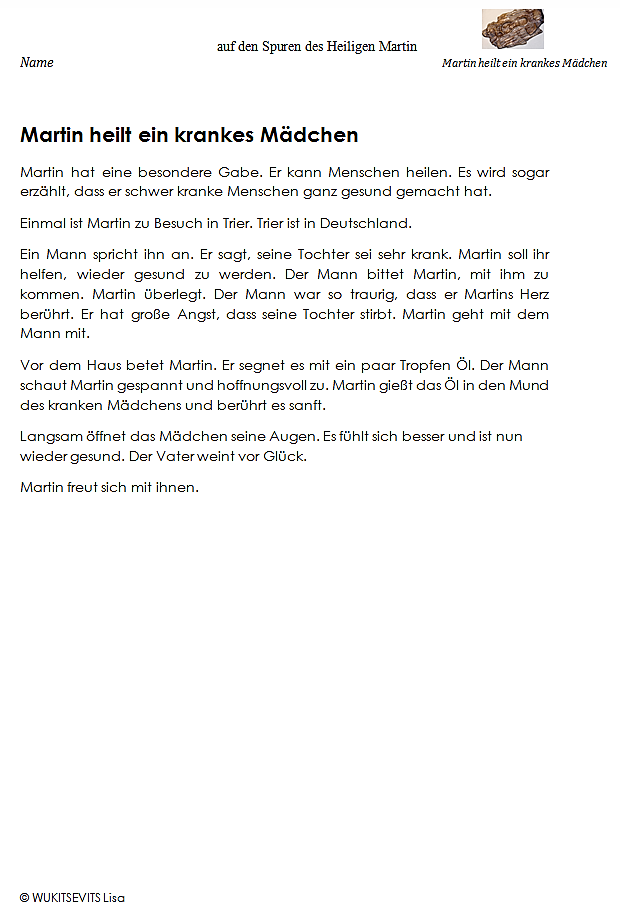 auf den Spuren des Heiligen Martin
Name
Martin heilt ein krankes Mädchen
Martin heilt ein krankes Mädchen
Martin hat eine besondere Gabe. Er kann Menschen heilen. Es wird sogar
erzählt, dass er schwer kranke Menschen ganz gesund gemacht hat.
Einmal ist Martin zu Besuch in Trier. Trier ist in Deutschland.
Ein Mann spricht ihn an. Er sagt, seine Tochter sei sehr krank. Martin soll ihr
helfen, wieder gesund zu werden. Der Mann bittet Martin, mit ihm zu
kommen. Martin überlegt. Der Mann war so traurig, dass er Martins Herz
berührt. Er hat große Angst, dass seine Tochter stirbt. Martin geht mit dem
Mann mit.
Vor dem Haus betet Martin. Er segnet es mit ein paar Tropfen Öl. Der Mann
schaut Martin gespannt und hoffnungsvoll zu. Martin gießt das Öl in den Mund
des kranken Mädchens und berührt es sanft.
Langsam öffnet das Mädchen seine Augen. Es fühlt sich besser und ist nun
wieder gesund. Der Vater weint vor Glück.
Martin freut sich mit ihnen.
© WUKITSEVITS Lisa